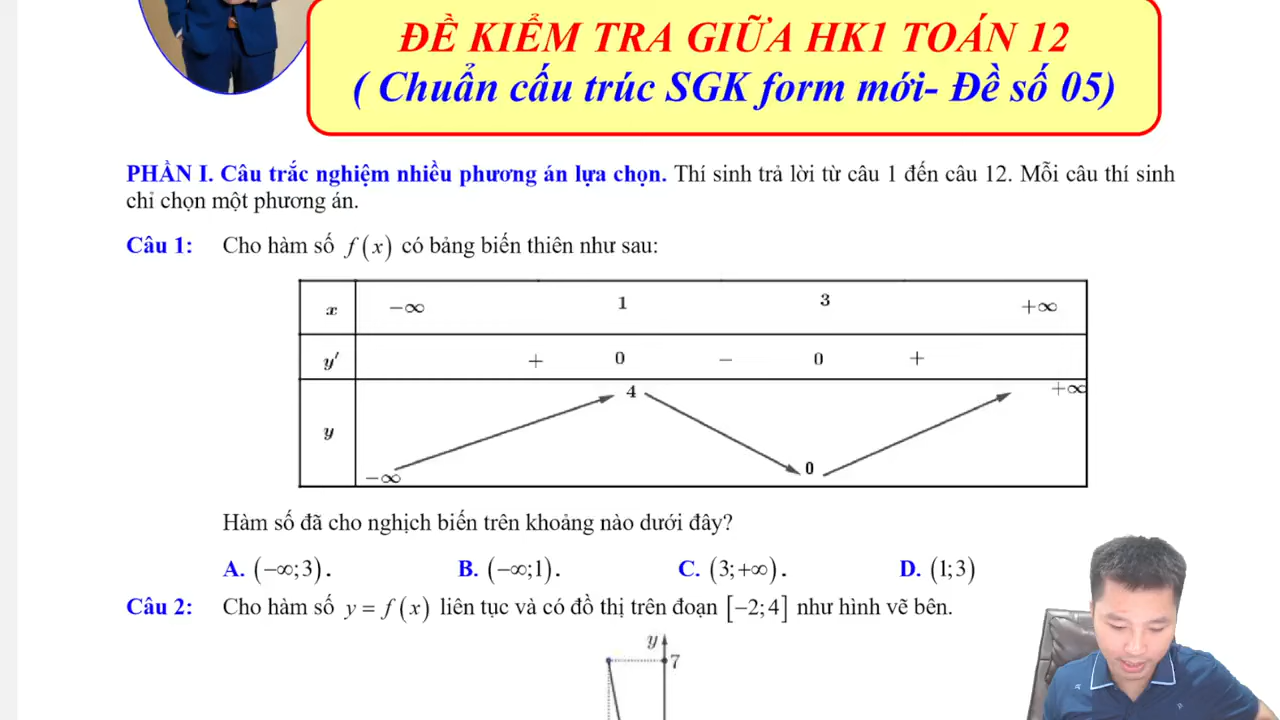 ĐỀ KIỂM TRA GIỮA HK1 TOÁN 12
( Chuẩn cấu trúc SGK form mới- Đề số 05)
PHẦN I. Câu trắc nghiệm nhiều phương án lựa chọn. Thí sinh trả lời từ câu 1 đến câu 12. Mỗi câu thí sinh
chỉ chọn một phương án.
Câu 1: Cho hàm số f(x) có bảng biến thiên như sau:
x −∞ 1 3 +∞
y' + 0 − 0 +
y −∞ 4 0 +∞
Hàm số đã cho nghịch biến trên khoảng nào dưới đây?
A. (−∞;3). B. (−∞;1). C. (3;+∞). D. (1;3)
Câu 2: Cho hàm số y = f(x) liên tục và có đồ thị trên đoạn [−2;4] như hình vẽ bên.
y
7